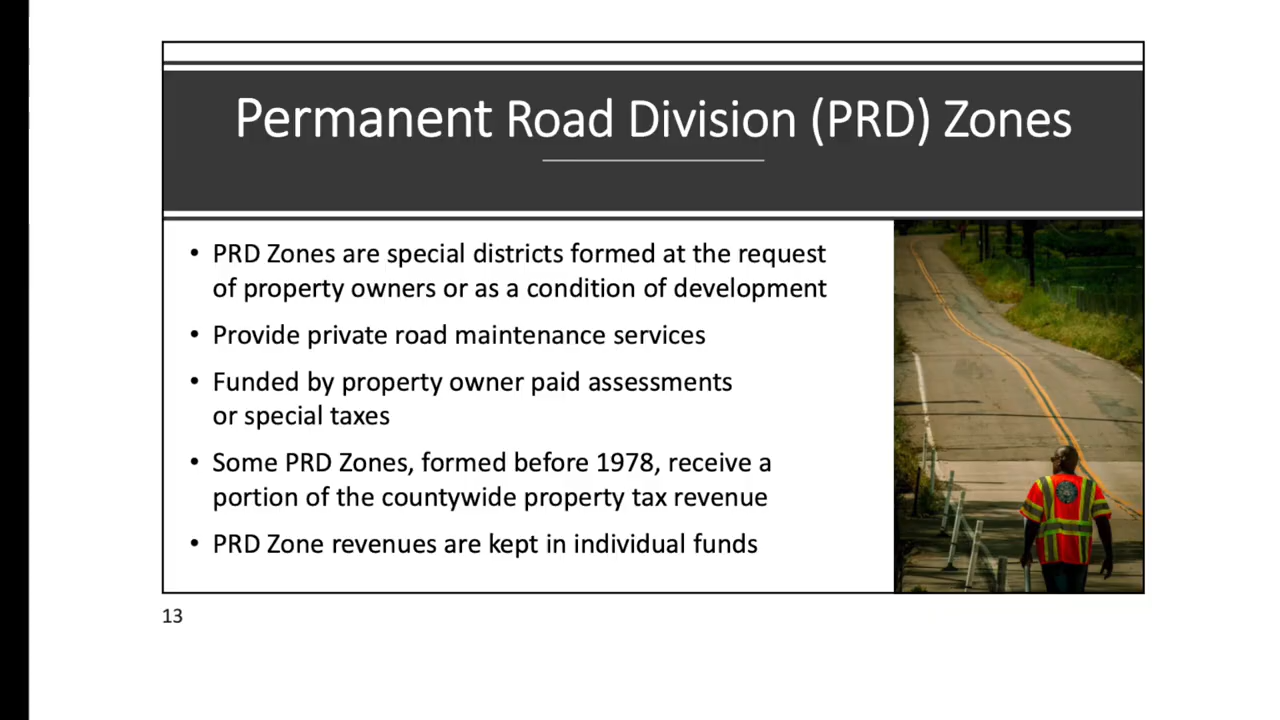 Permanent Road Division (PRD) Zones
• PRD Zones are special districts formed at the request
of property owners or as a condition of development
• Provide private road maintenance services
• Funded by property owner paid assessments
or special taxes
• Some PRD Zones, formed before 1978, receive a
portion of the countywide property tax revenue
• PRD Zone revenues are kept in individual funds
13